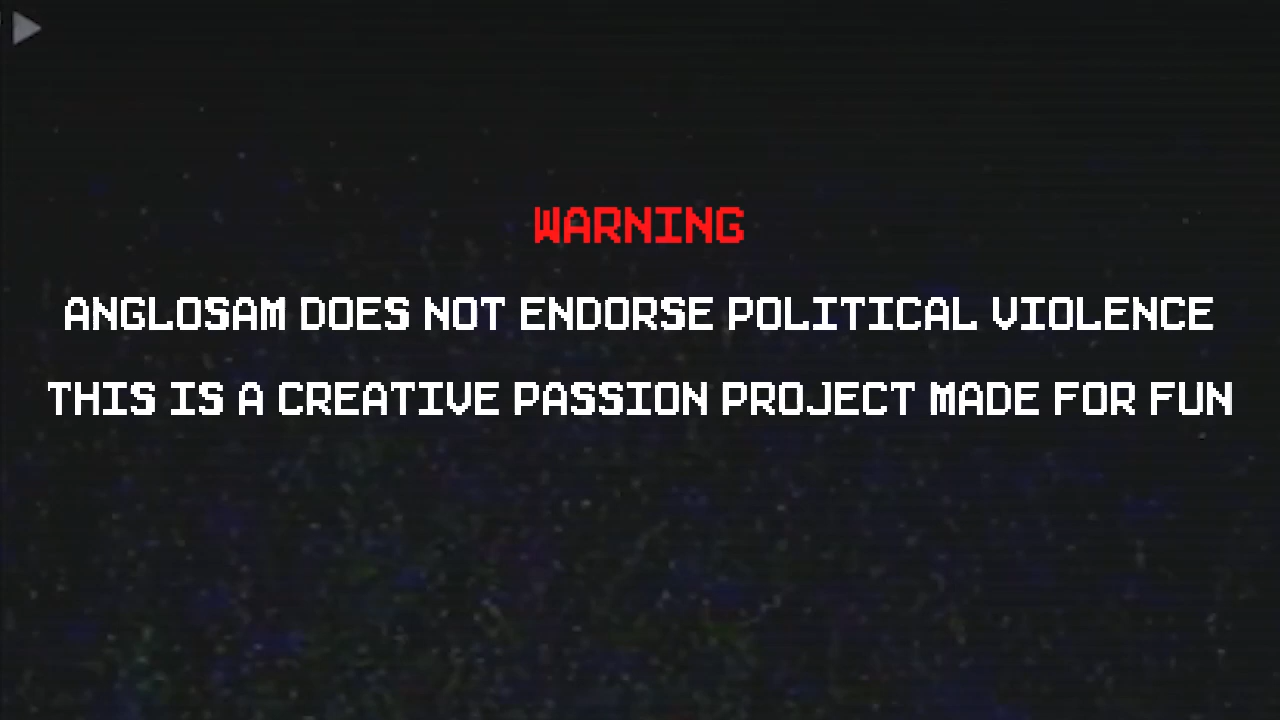 WARNING
ANGLOSAM DOES NOT ENDORSE POLITICAL VIOLENCE
THIS IS A CREATIVE PASSION PROJECT MADE FOR FUN